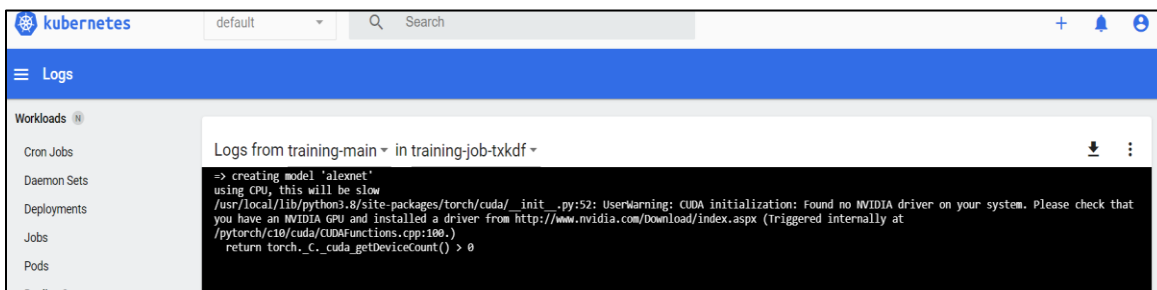 kubernetes
default
Search
Logs
Workloads N
Cron Jobs
Daemon Sets
Deployments
Jobs
Pods
Logs from training-main in training-job-txkdf
=> creating model 'alexnet'
using CPU, this will be slow
/usr/local/lib/python3.8/site-packages/torch/cuda/__init__.py:52: UserWarning: CUDA initialization: Found no NVIDIA driver on your system. Please check that
you have an NVIDIA GPU and installed a driver from http://www.nvidia.com/Download/index.aspx (Triggered internally at
/pytorch/c10/cuda/CUDAFunctions.cpp:100.)
return torch._C._cuda_getDeviceCount() > 0